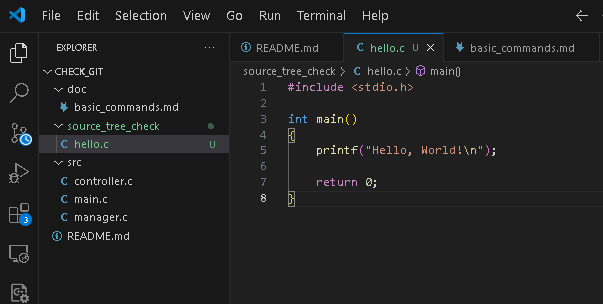 File Edit Selection View Go Run Terminal Help
EXPLORER ...
README.md
hello.c U
basic_commands.md
CHECK_GIT
doc
basic_commands.md
source_tree_check
hello.c U
src
controller.c
main.c
manager.c
README.md
3
source_tree_check > hello.c > main()
1 #include <stdio.h>
2
3 int main()
4 {
5 printf("Hello, World!\n");
6
7 return 0;
8 }